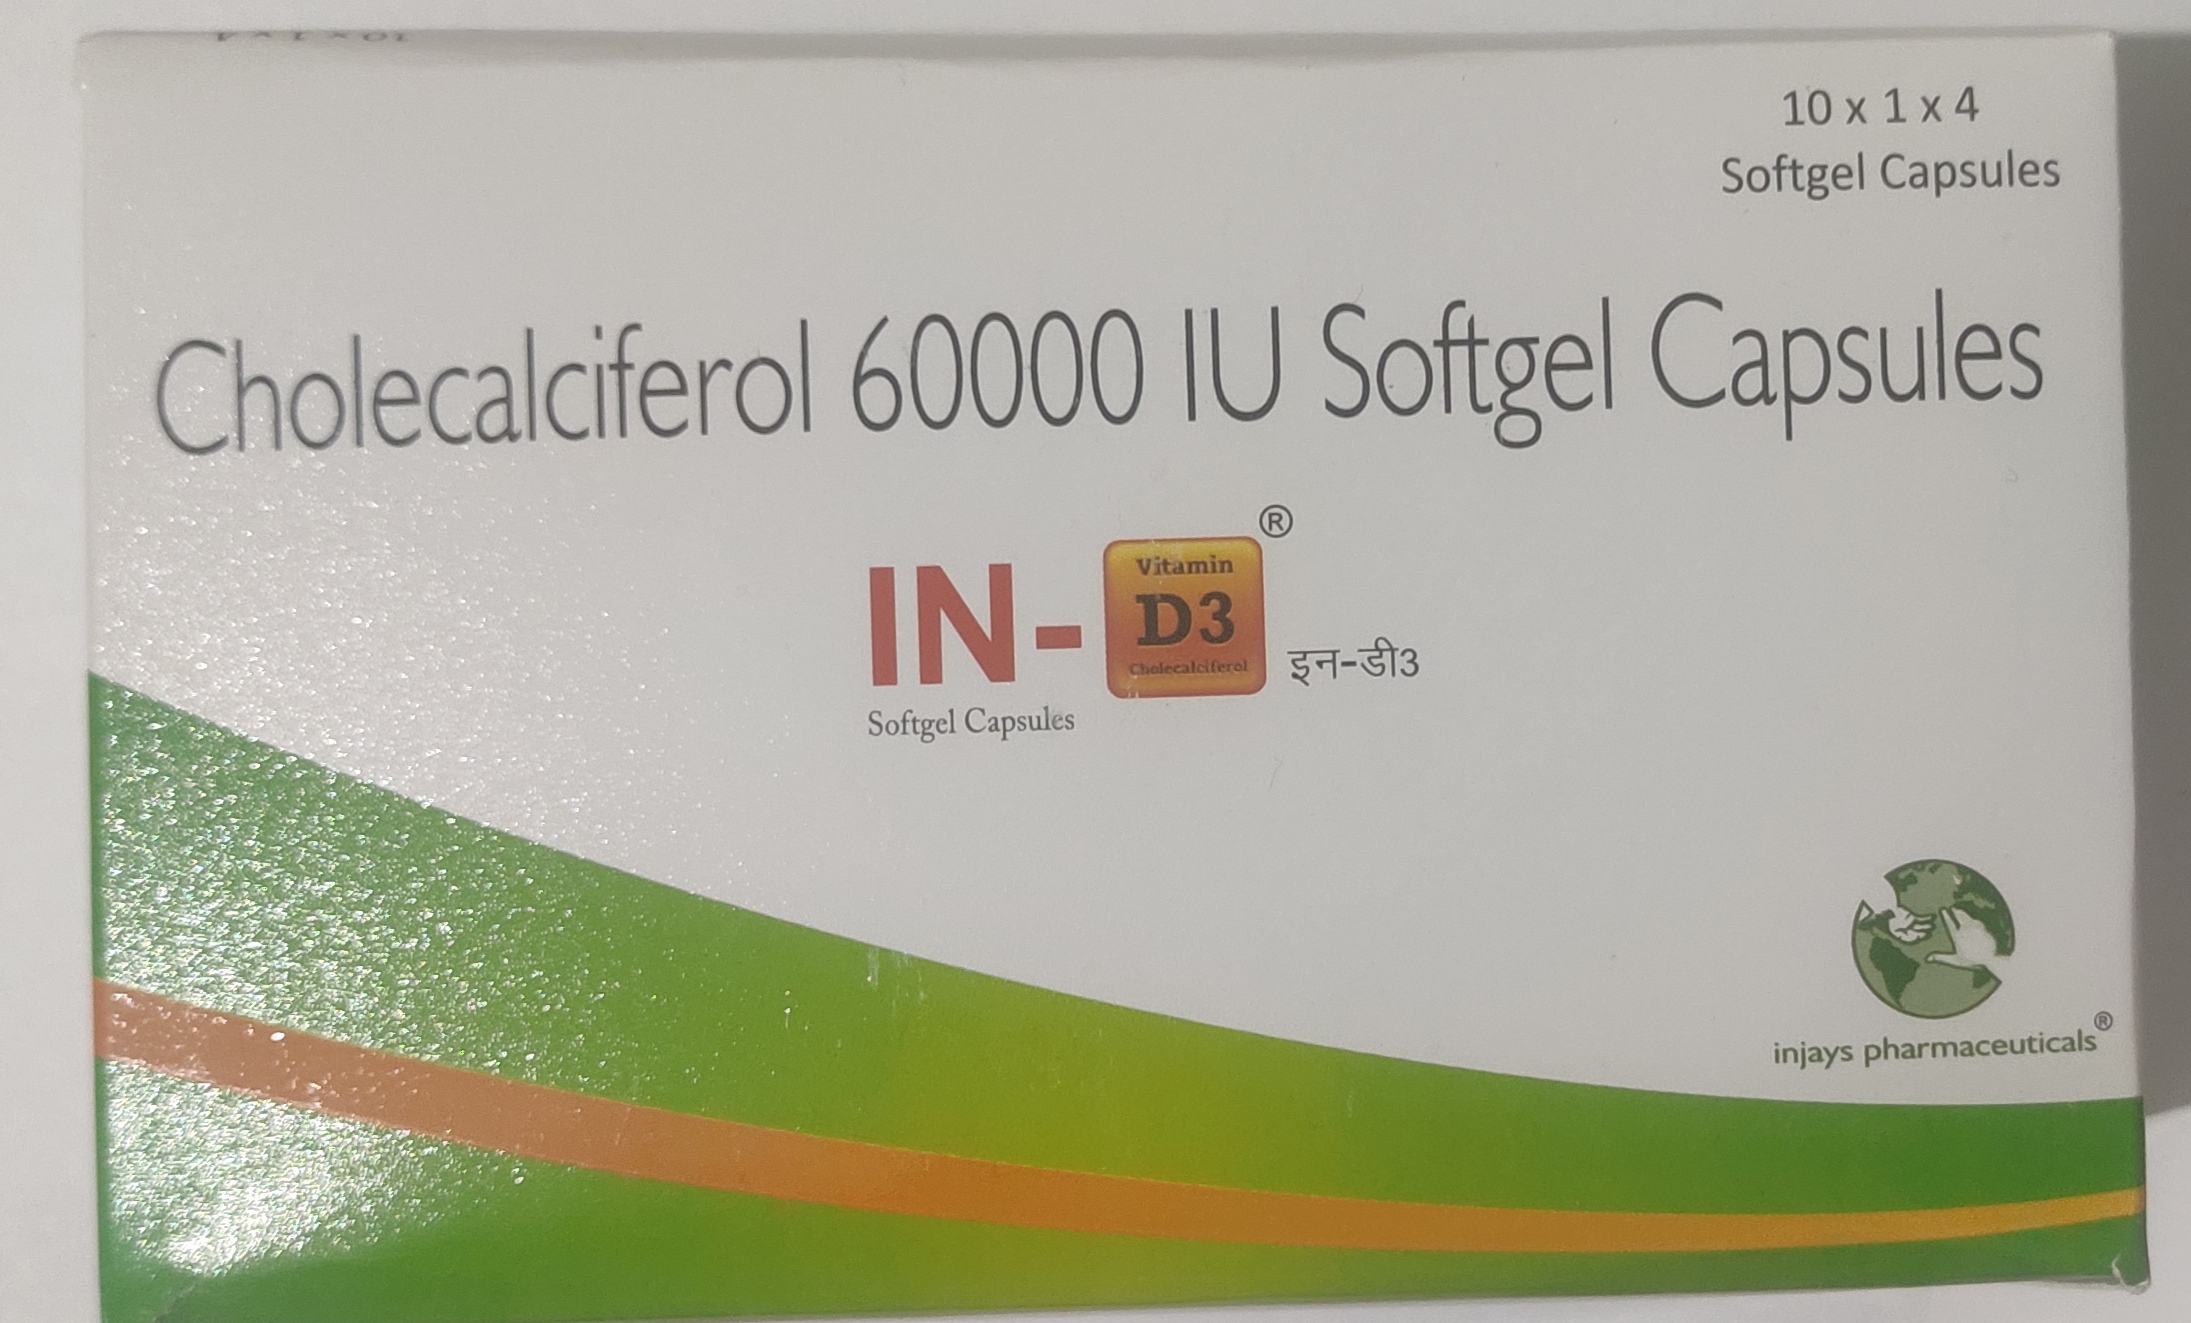 10 x 1 x 4
Softgel Capsules
Cholecalciferol 60000 IU Softgel Capsules
IN-
Vitamin
D3
Cholecalciferol
®
इन-डी3
Softgel Capsules
injays pharmaceuticals®